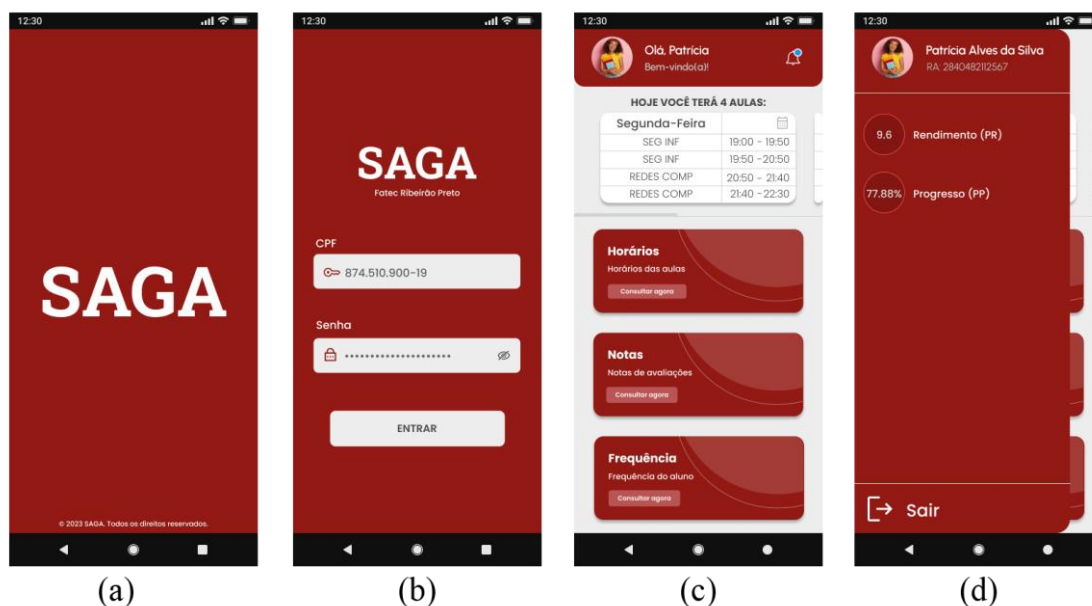 12:30
SAGA
© 2023 SAGA. Todos os direitos reservados.
(a)
12:30
SAGA
Fatec Ribeirão Preto
CPF
874.510.900-19
Senha
ENTRAR
(b)
12:30
Olá, Patrícia
Bem-vindo(a)!
HOJE VOCÊ TERÁ 4 AULAS:
Segunda-Feira
SEG INF 19:00 - 19:50
SEG INF 19:50 -20:50
REDES COMP 20:50 - 21:40
REDES COMP 21:40 -22:30
Horários
Horários das aulas
Consultar agora
Notas
Notas de avaliações
Consultar agora
Frequência
Frequência do aluno
Consultar agora
(c)
12:30
Patrícia Alves da Silva
RA: 2840482112567
9.6 Rendimento (PR)
77.88% Progresso (PP)
Sair
(d)